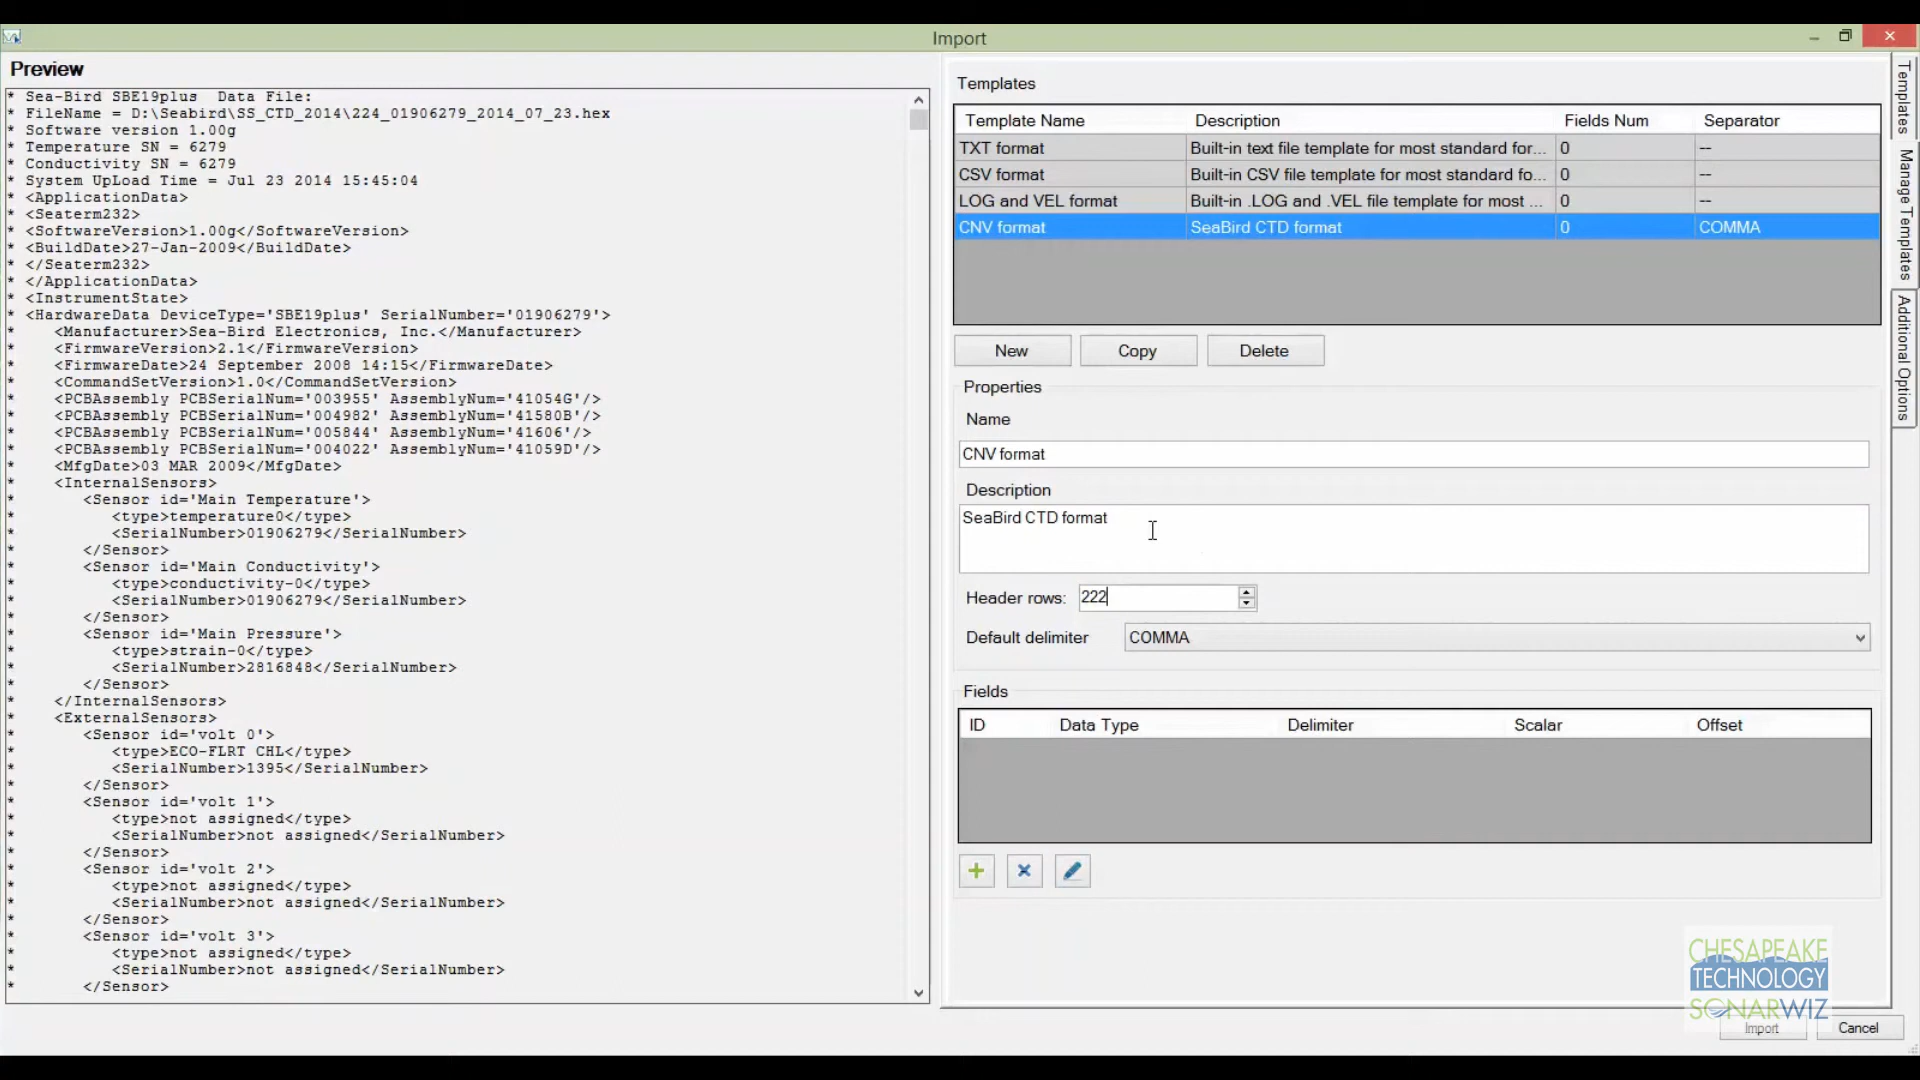 Import
Preview
* Sea-Bird SBE19plus  Data File:
* FileName = D:\Seabird\SS_CTD_2014\224_01906279_2014_07_23.hex
* Software version 1.00g
* Temperature SN = 6279
* Conductivity SN = 6279
* System UpLoad Time = Jul 23 2014 15:45:04
* <ApplicationData>
* <Seaterm232>
* <SoftwareVersion>1.00g</SoftwareVersion>
* <BuildDate>27-Jan-2009</BuildDate>
* </Seaterm232>
* </ApplicationData>
* <InstrumentState>
* <HardwareData DeviceType='SBE19plus' SerialNumber='01906279'>
*    <Manufacturer>Sea-Bird Electronics, Inc.</Manufacturer>
*    <FirmwareVersion>2.1</FirmwareVersion>
*    <FirmwareDate>24 September 2008 14:15</FirmwareDate>
*    <CommandSetVersion>1.0</CommandSetVersion>
*    <PCBAssembly PCBSerialNum='003955' AssemblyNum='41054G'/>
*    <PCBAssembly PCBSerialNum='004982' AssemblyNum='41580B'/>
*    <PCBAssembly PCBSerialNum='005844' AssemblyNum='41606'/>
*    <PCBAssembly PCBSerialNum='004022' AssemblyNum='41059D'/>
*    <MfgDate>03 MAR 2009</MfgDate>
*    <InternalSensors>
*       <Sensor id='Main Temperature'>
*          <type>temperature0</type>
*          <SerialNumber>01906279</SerialNumber>
*       </Sensor>
*       <Sensor id='Main Conductivity'>
*          <type>conductivity-0</type>
*          <SerialNumber>01906279</SerialNumber>
*       </Sensor>
*       <Sensor id='Main Pressure'>
*          <type>strain-0</type>
*          <SerialNumber>2816848</SerialNumber>
*       </Sensor>
*    </InternalSensors>
*    <ExternalSensors>
*       <Sensor id='volt 0'>
*          <type>ECO-FLRT CHL</type>
*          <SerialNumber>1395</SerialNumber>
*       </Sensor>
*       <Sensor id='volt 1'>
*          <type>not assigned</type>
*          <SerialNumber>not assigned</SerialNumber>
*       </Sensor>
*       <Sensor id='volt 2'>
*          <type>not assigned</type>
*          <SerialNumber>not assigned</SerialNumber>
*       </Sensor>
*       <Sensor id='volt 3'>
*          <type>not assigned</type>
*          <SerialNumber>not assigned</SerialNumber>
*       </Sensor>
Templates
Template Name Description Fields Num Separator
TXT format Built-in text file template for most standard for... 0 --
CSV format Built-in CSV file template for most standard fo... 0 --
LOG and VEL format Built-in .LOG and .VEL file template for most ... 0 --
CNV format SeaBird CTD format 0 COMMA
New Copy Delete
Properties
Name
CNV format
Description
SeaBird CTD format
Header rows: 222
Default delimiter COMMA
Fields
ID Data Type Delimiter Scalar Offset
CHESAPEAKE
TECHNOLOGY
SONARWIZ
Import Cancel
Templates
Manage Templates
Additional Options